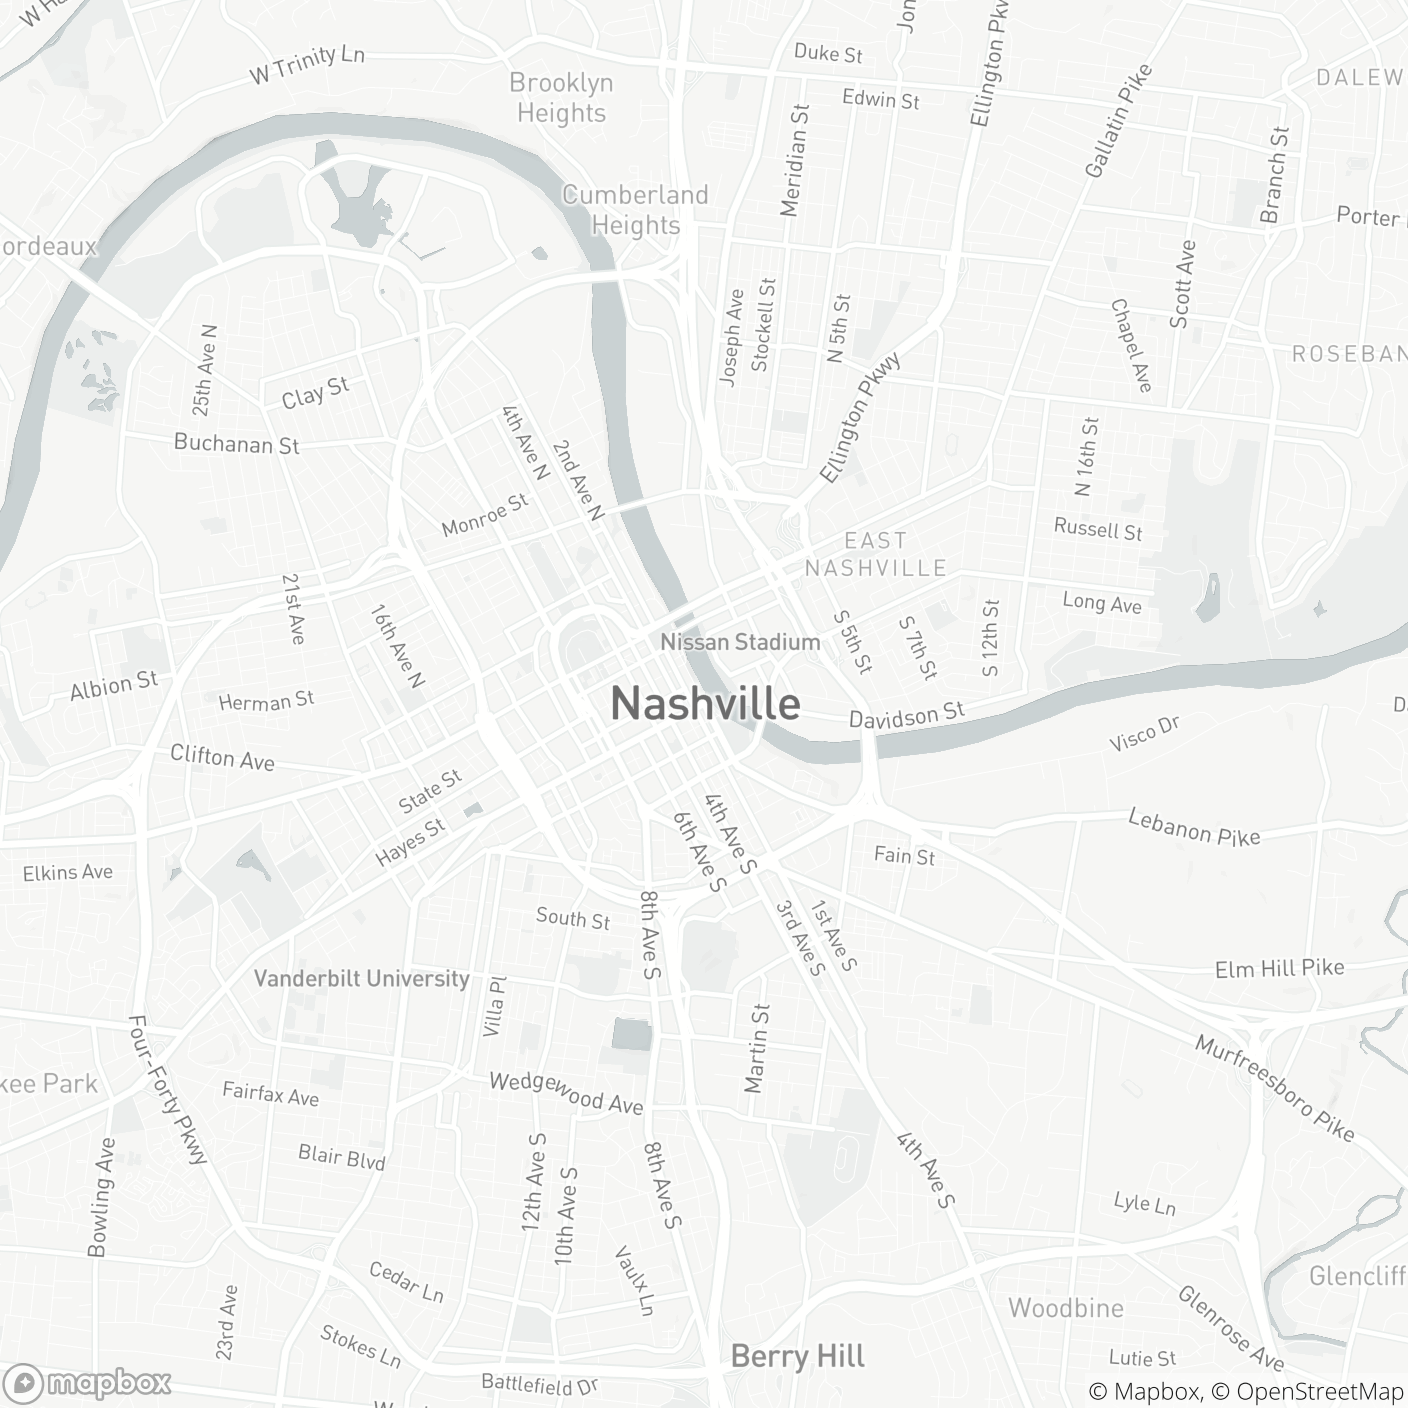 W Trinity Ln
Duke St
Ellington Pkwy
Brooklyn
Heights
Edwin St
Gallatin Pike
Meridian St
Branch St
Cumberland
Heights
Porter
Scott Ave
Joseph Ave
Stockell St
N 5th St
Chapel Ave
25th Ave N
Clay St
Ellington Pkwy
Buchanan St
4th Ave N
2nd Ave N
N 16th St
Monroe St
Russell St
EAST
NASHVILLE
21st Ave
16th Ave N
Long Ave
S 5th St
S 7th St
S 12th St
Nissan Stadium
Albion St
Herman St
Nashville
Davidson St
Visco Dr
Clifton Ave
State St
4th Ave S
6th Ave S
Lebanon Pike
Hayes St
Fain St
Elkins Ave
8th Ave S
South St
3rd Ave S
1st Ave S
Vanderbilt University
Elm Hill Pike
Villa Pl
Martin St
Four-Forty Pkwy
Murfreesboro Pike
kee Park
Fairfax Ave
Wedgewood Ave
Bowling Ave
Blair Blvd
12th Ave S
10th Ave S
8th Ave S
4th Ave S
Lyle Ln
Cedar Ln
Vaulx Ln
Glencliff
Woodbine
Glenrose Ave
23rd Ave
Stokes Ln
Berry Hill
Lutie St
Battlefield Dr
mapbox
© Mapbox, © OpenStreetMap